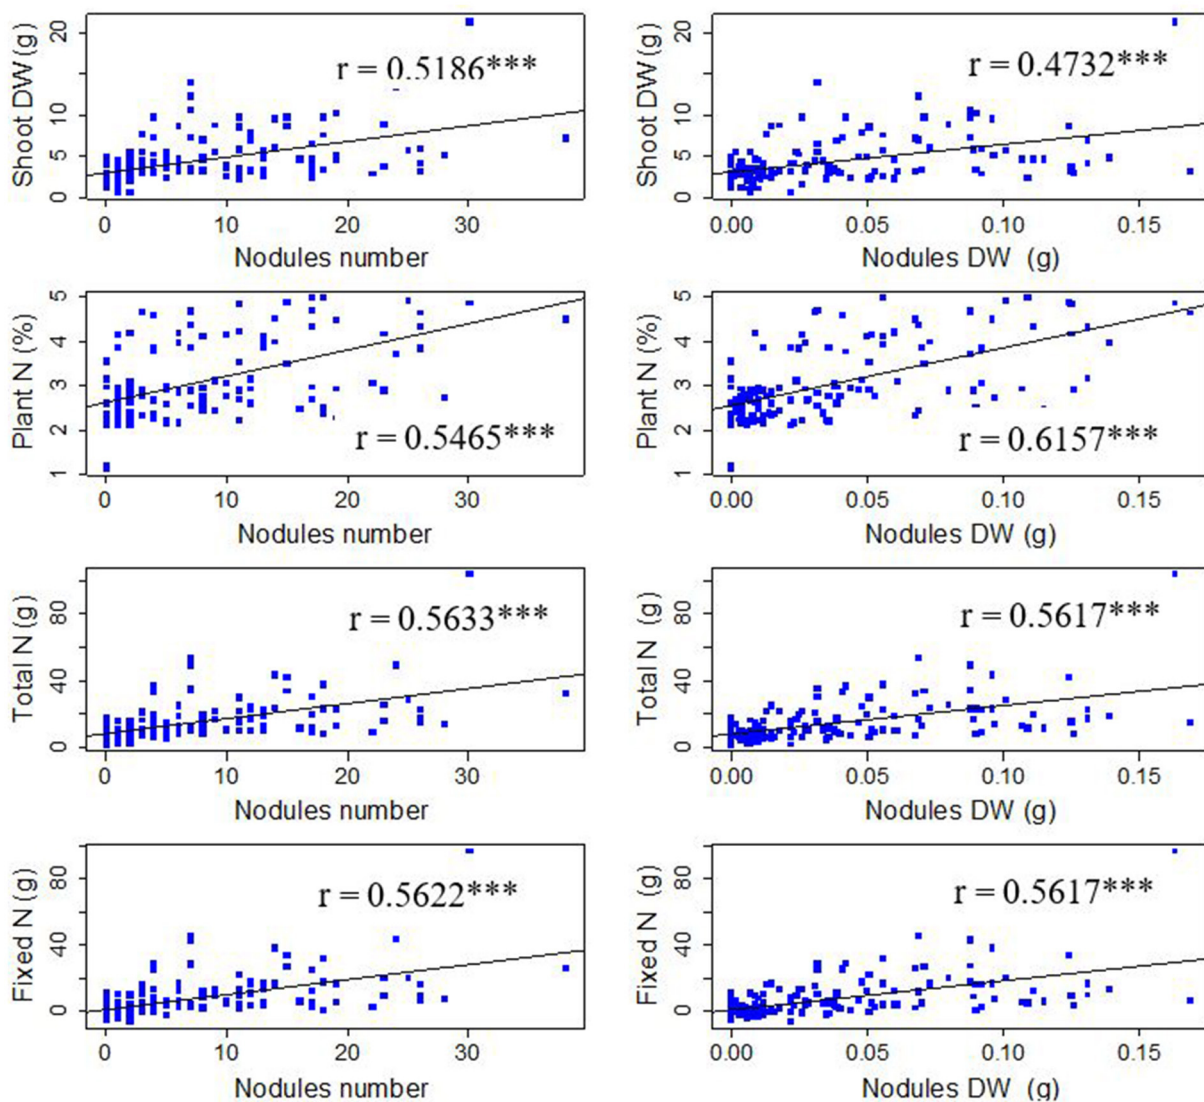 Shoot DW (g)
20
10
5
0
r = 0.5186***
0 10 20 30
Nodules number
Shoot DW (g)
20
10
5
0
r = 0.4732***
0.00 0.05 0.10 0.15
Nodules DW (g)
Plant N (%)
5
4
3
2
1
r = 0.5465***
0 10 20 30
Nodules number
Plant N (%)
5
4
3
2
1
r = 0.6157***
0.00 0.05 0.10 0.15
Nodules DW (g)
Total N (g)
80
40
0
r = 0.5633***
0 10 20 30
Nodules number
Total N (g)
80
40
0
r = 0.5617***
0.00 0.05 0.10 0.15
Nodules DW (g)
Fixed N (g)
80
40
0
r = 0.5622***
0 10 20 30
Nodules number
Fixed N (g)
80
40
0
r = 0.5617***
0.00 0.05 0.10 0.15
Nodules DW (g)